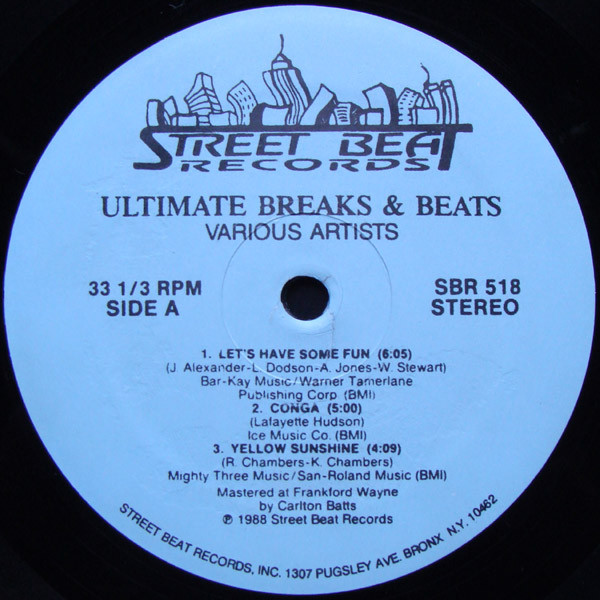 STREET BEAT
RECORDS
ULTIMATE BREAKS & BEATS
VARIOUS ARTISTS
33 1/3 RPM
SIDE A
SBR 518
STEREO
1. LET'S HAVE SOME FUN (6:05)
(J. Alexander-L. Dodson-A. Jones-W. Stewart)
Bar-Kay Music/Warner Tamerlane
Publishing Corp. (BMI)
2. CONGA (5:00)
(Lafayette Hudson)
Ice Music Co. (BMI)
3. YELLOW SUNSHINE (4:09)
(R. Chambers-K. Chambers)
Mighty Three Music/San-Roland Music (BMI)
Mastered at Frankford Wayne
by Carlton Batts
℗ 1988 Street Beat Records
STREET BEAT RECORDS, INC. 1307 PUGSLEY AVE. BRONX N.Y. 10462